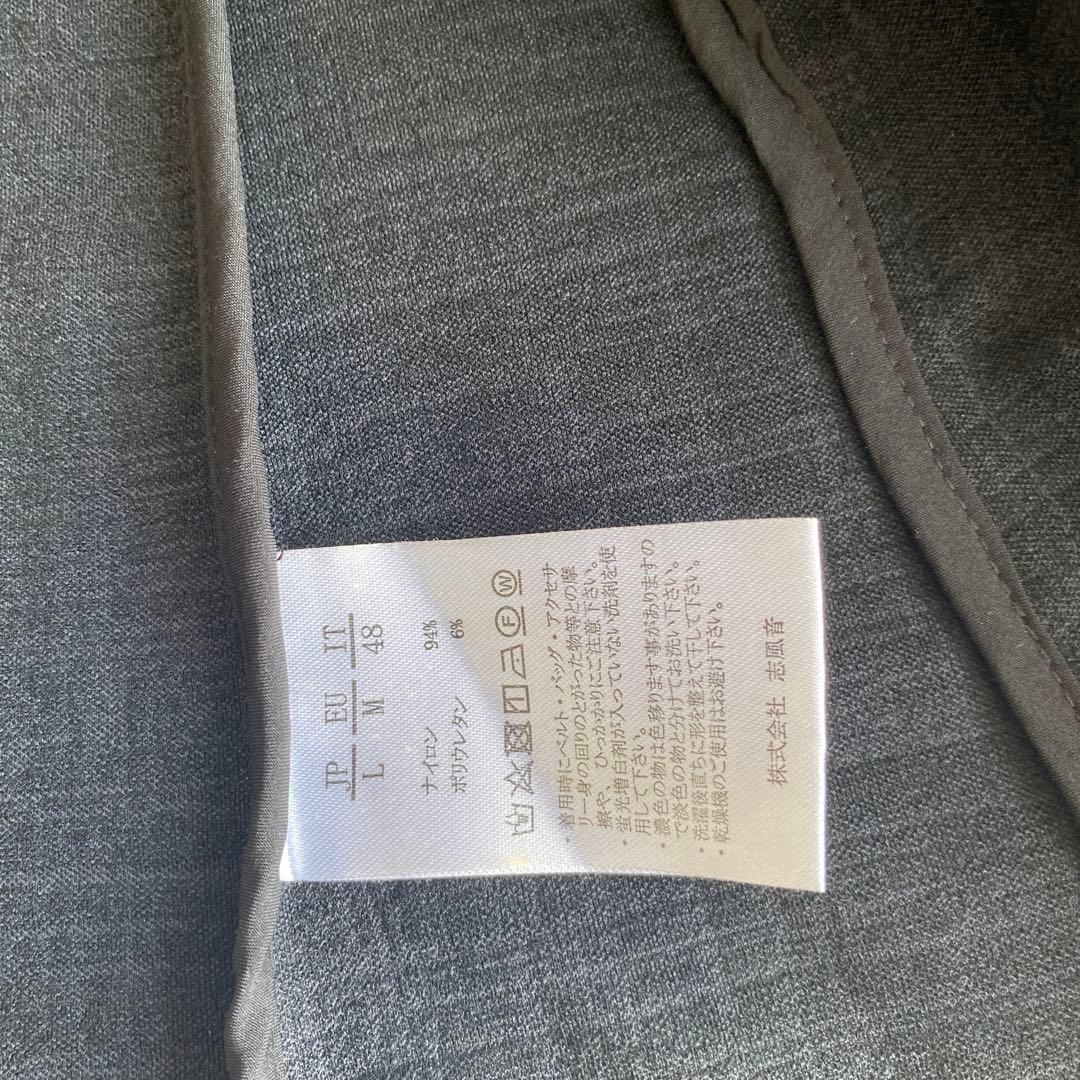 JP EU IT
L M 48
ナイロン 94%
ポリウレタン 6%
F W
・着用時にベルト・バッグ・アクセサ
リー身の回りのとがった物等との摩
擦や、ひっかかりにご注意下さい。
・蛍光増白剤が入っていない洗剤を使
用して下さい。
・濃色の物は色移ります事がありますの
で淡色の物と分けてお洗い下さい。
・洗濯後直ちに形を整えて干して下さい。
・乾燥機のご使用はお避け下さい。
株式会社 志風音